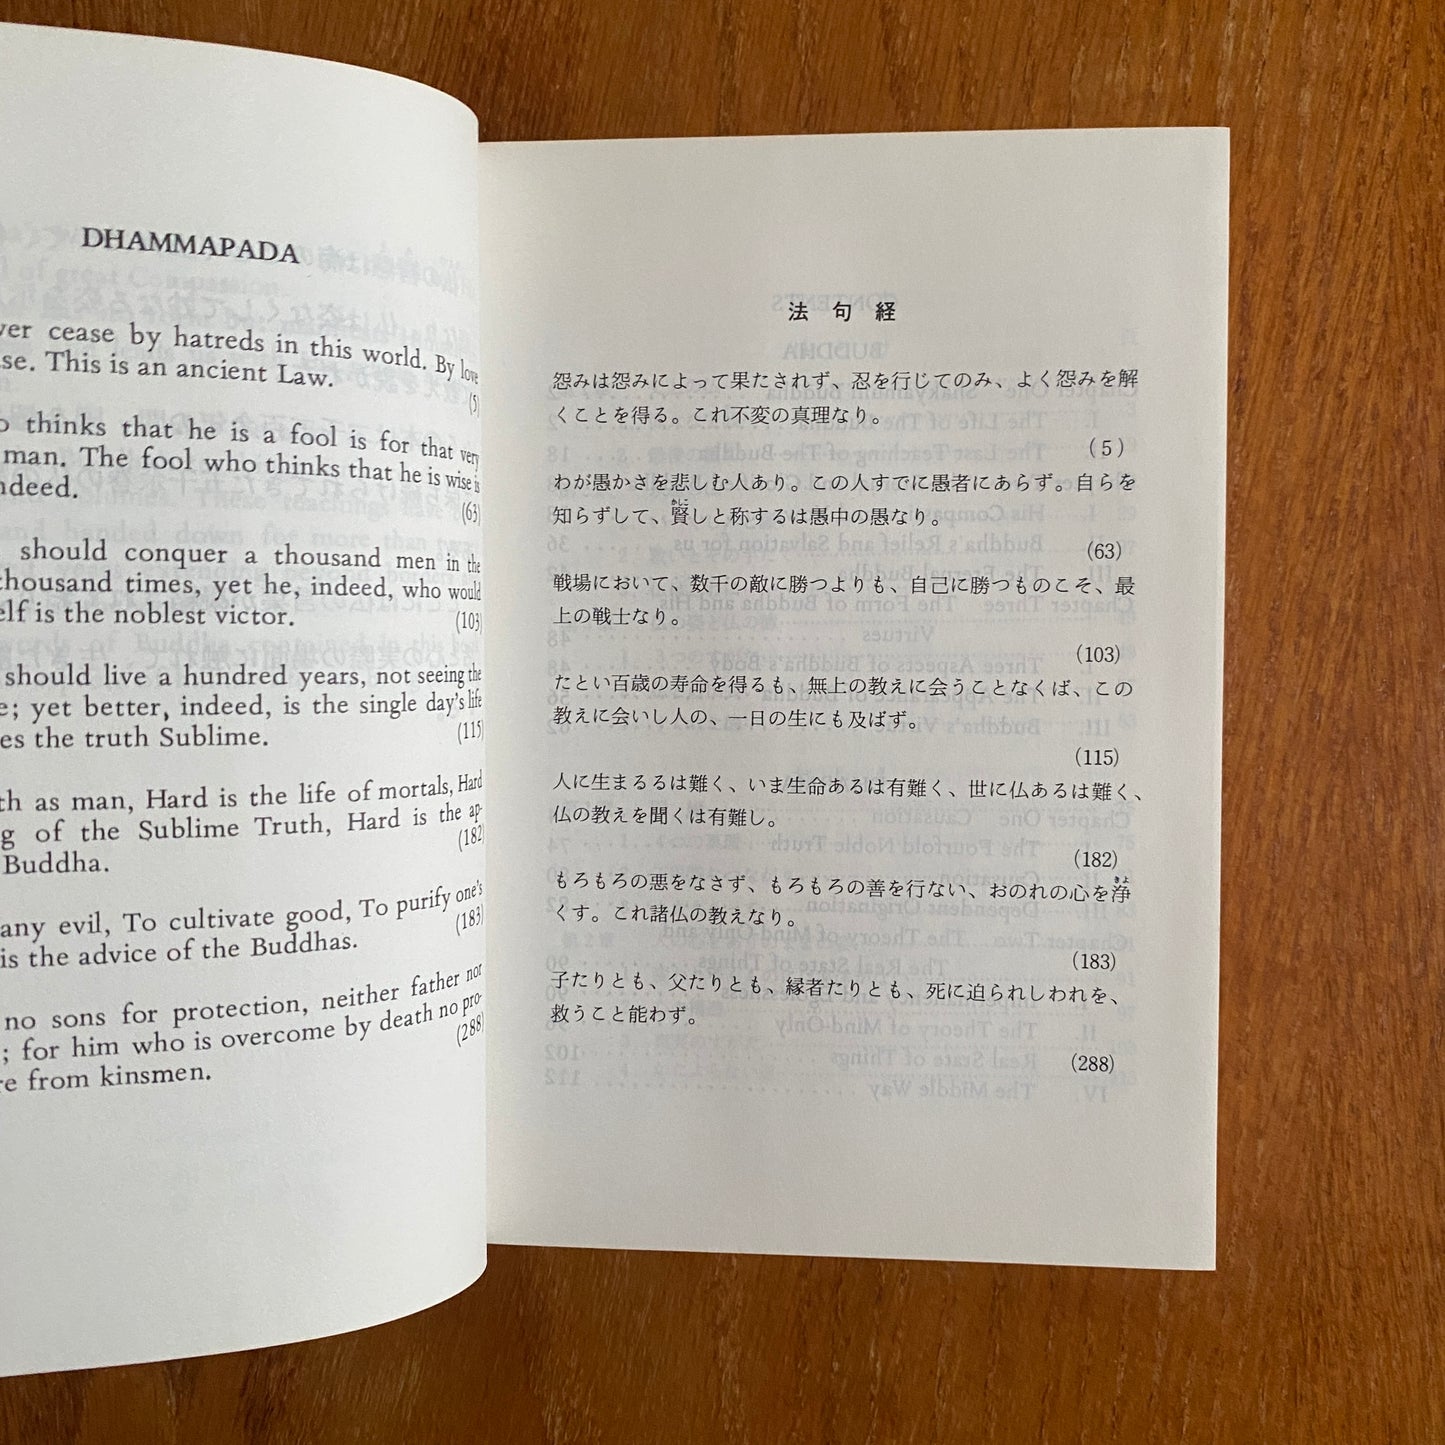 DHAMMAPADA
cease by hatreds in this world. By love
This is an ancient Law.
(5)
thinks that he is a fool is for that very
man. The fool who thinks that he is wise is
(63)
should conquer a thousand men in the
thousand times, yet he, indeed, who would
is the noblest victor.
(103)
should live a hundred years, not seeing the
yet better, indeed, is the single day's life
the truth Sublime.
(115)
as man, Hard is the life of mortals, Hard
of the Sublime Truth, Hard is the ap-
Buddha.
(182)
any evil, To cultivate good, To purify one's
is the advice of the Buddhas.
(183)
no sons for protection, neither father nor
; for him who is overcome by death no pro-
from kinsmen.
(288)
法句経
怨みは怨みによって果たされず、忍を行じてのみ、よく怨みを解
くことを得る。これ不変の真理なり。
(5)
わが愚かさを悲しむ人あり。この人すでに愚者にあらず。自らを
知らずして、賢しと称するは愚中の愚なり。
(63)
戦場において、数千の敵に勝つよりも、自己に勝つものこそ、最
上の戦士なり。
(103)
たとい百歳の寿命を得るも、無上の教えに会うことなくば、この
教えに会いし人の、一日の生にも及ばず。
(115)
人に生まるるは難く、いま生命あるは有難く、世に仏あるは難く、
仏の教えを聞くは有難し。
(182)
もろもろの悪をなさず、もろもろの善を行ない、おのれの心を浄
くす。これ諸仏の教えなり。
(183)
子たりとも、父たりとも、縁者たりとも、死に迫られしわれを、
救うこと能わず。
(288)